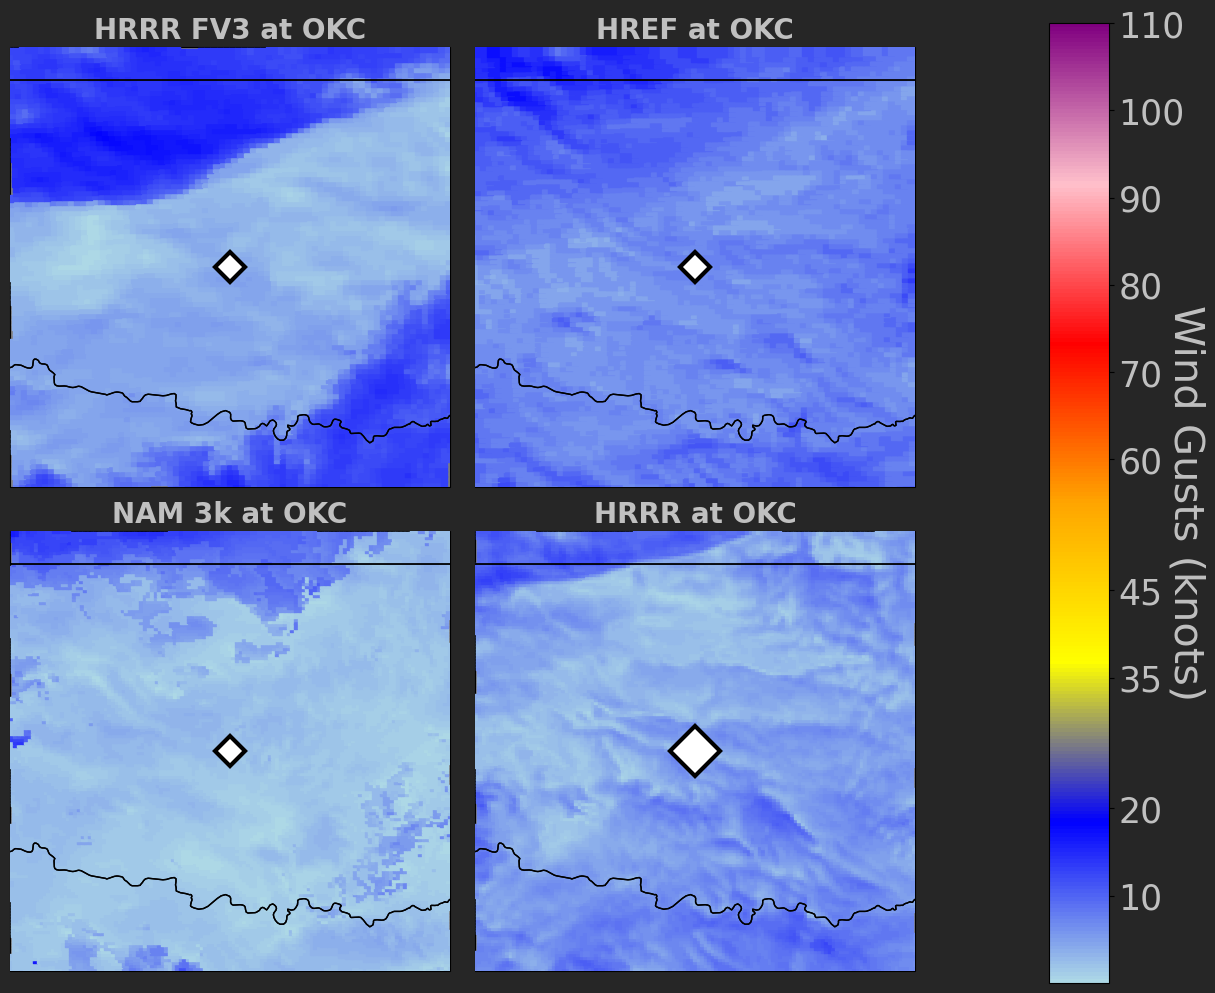 HRRR FV3 at OKC
HREF at OKC
NAM 3k at OKC
HRRR at OKC
110
100
90
80
70
60
45
35
20
10
Wind Gusts (knots)